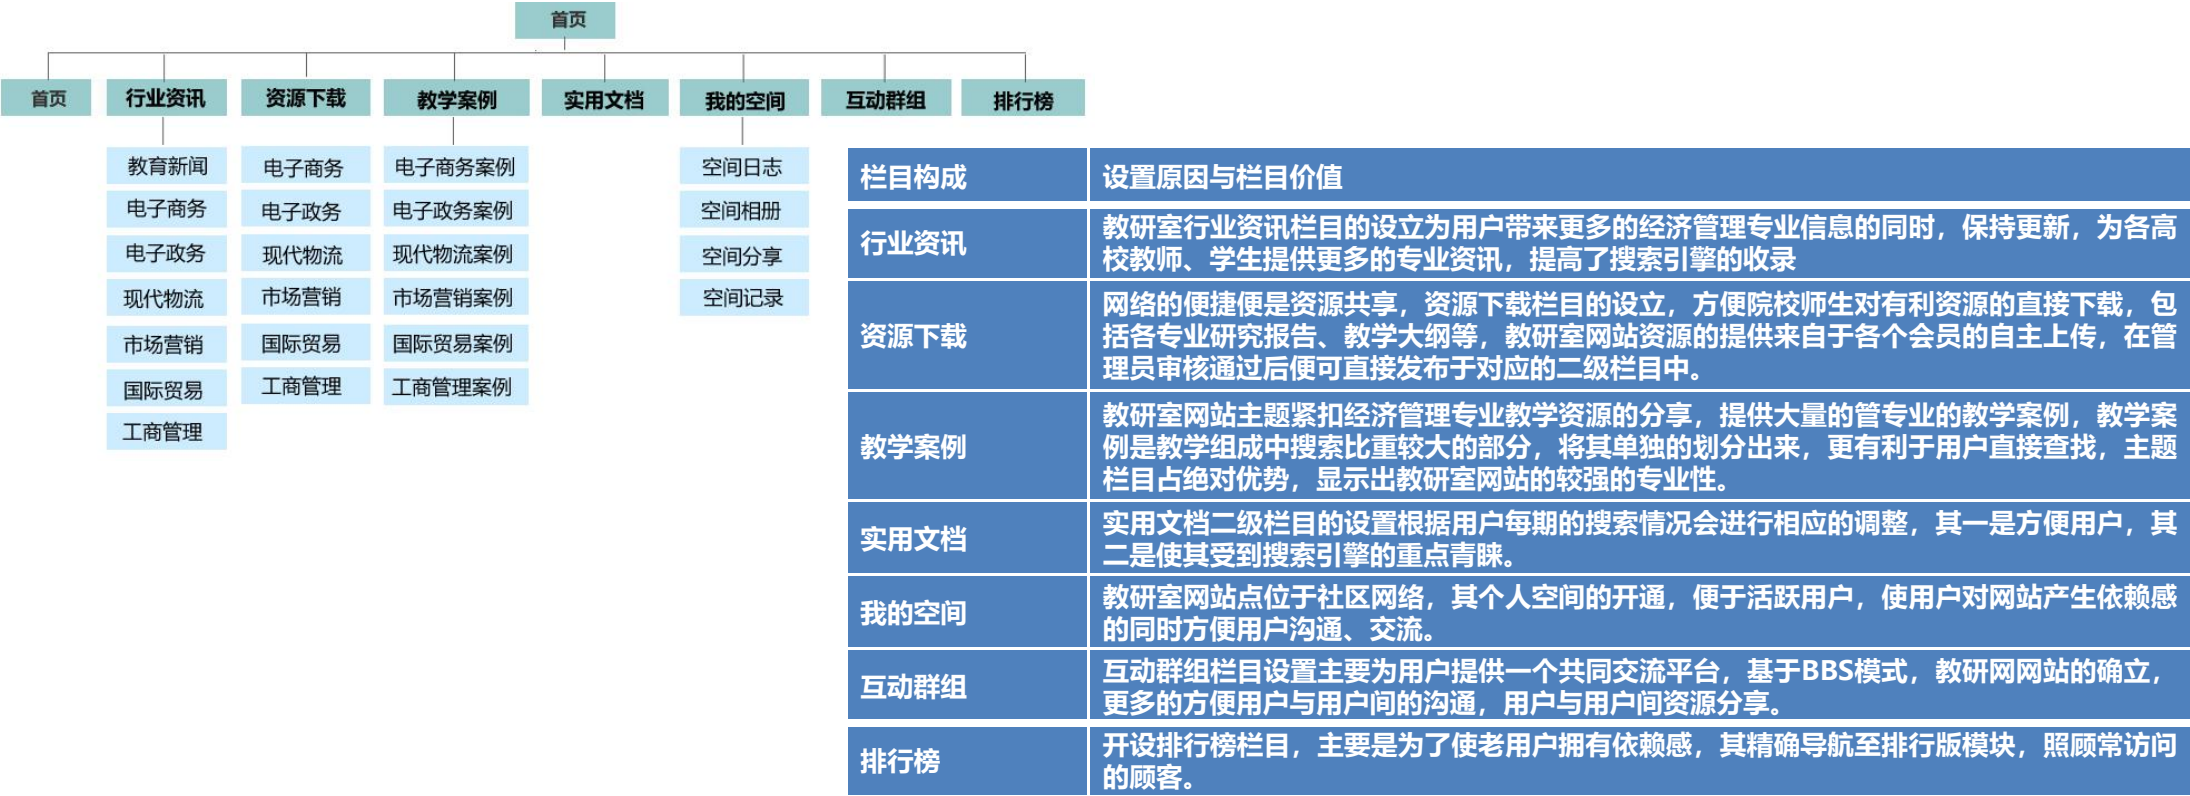 首页
首页
行业资讯
资源下载
教学案例
实用文档
我的空间
互动群组
排行榜
教育新闻
电子商务
电子政务
现代物流
市场营销
国际贸易
工商管理
电子商务
电子政务
现代物流
市场营销
国际贸易
工商管理
电子商务案例
电子政务案例
现代物流案例
市场营销案例
国际贸易案例
工商管理案例
空间日志
空间相册
空间分享
空间记录
栏目构成
设置原因与栏目价值
行业资讯
教研室行业资讯栏目的设立为用户带来更多的经济管理专业信息的同时，保持更新，为各高
校教师、学生提供更多的专业资讯，提高了搜索引擎的收录
资源下载
网络的便捷便是资源共享，资源下载栏目的设立，方便院校师生对有利资源的直接下载，包
括各专业研究报告、教学大纲等，教研室网站资源的提供来自于各个会员的自主上传，在管
理员审核通过后便可直接发布于对应的二级栏目中。
教学案例
教研室网站主题紧扣经济管理专业教学资源的分享，提供大量的管专业的教学案例，教学案
例是教学组成中搜索比重较大的部分，将其单独的划分出来，更有利于用户直接查找，主题
栏目占绝对优势，显示出教研室网站的较强的专业性。
实用文档
实用文档二级栏目的设置根据用户每期的搜索情况会进行相应的调整，其一是方便用户，其
二是使其受到搜索引擎的重点青睐。
我的空间
教研室网站点位于社区网络，其个人空间的开通，便于活跃用户，使用户对网站产生依赖感
的同时方便用户沟通、交流。
互动群组
互动群组栏目设置主要为用户提供一个共同交流平台，基于BBS模式，教研网网站的确立，
更多的方便用户与用户间的沟通，用户与用户间资源分享。
排行榜
开设排行榜栏目，主要是为了使老用户拥有依赖感，其精确导航至排行版模块，照顾常访问
的顾客。